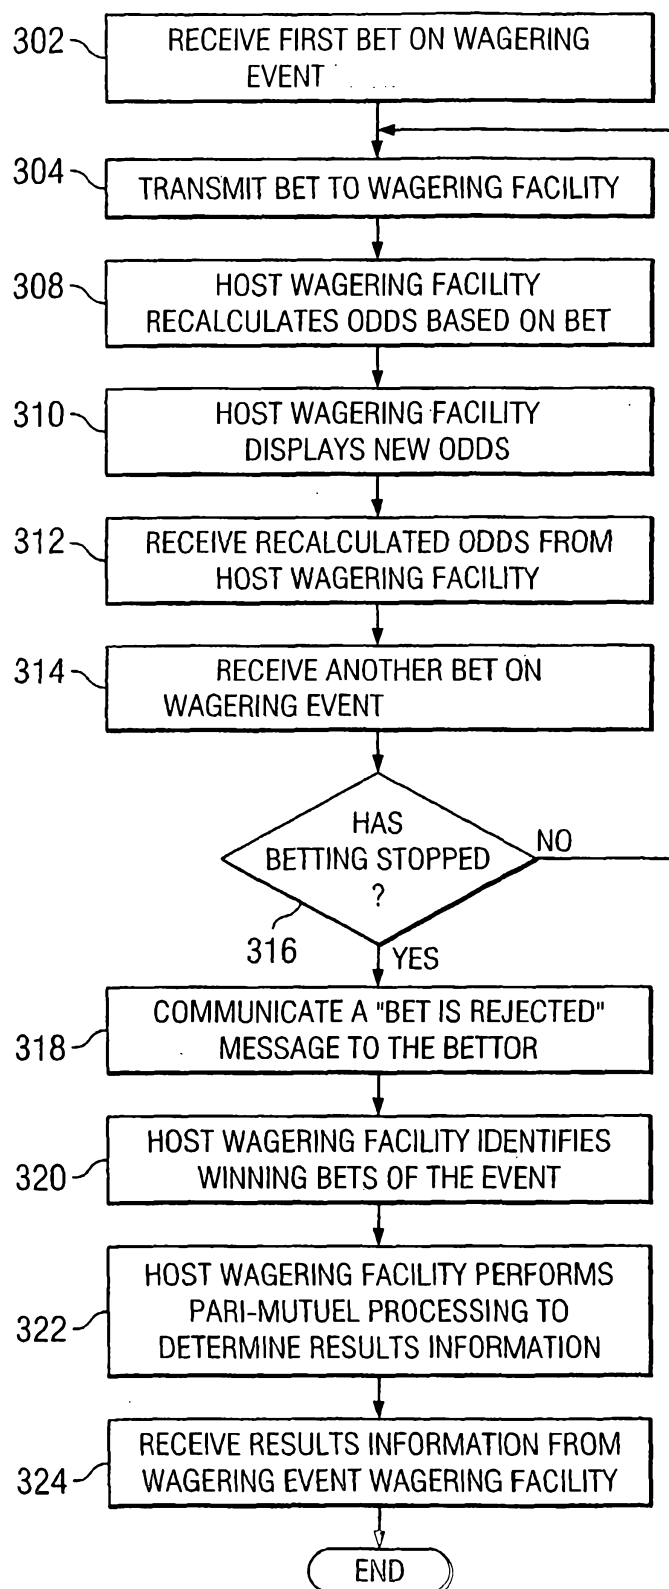 302
RECEIVE FIRST BET ON WAGERING
EVENT
304
TRANSMIT BET TO WAGERING FACILITY
308
HOST WAGERING FACILITY
RECALCULATES ODDS BASED ON BET
310
HOST WAGERING FACILITY
DISPLAYS NEW ODDS
312
RECEIVE RECALCULATED ODDS FROM
HOST WAGERING FACILITY
314
RECEIVE ANOTHER BET ON
WAGERING EVENT
HAS
BETTING STOPPED
?
NO
316
YES
318
COMMUNICATE A "BET IS REJECTED"
MESSAGE TO THE BETTOR
320
HOST WAGERING FACILITY IDENTIFIES
WINNING BETS OF THE EVENT
322
HOST WAGERING FACILITY PERFORMS
PARI-MUTUEL PROCESSING TO
DETERMINE RESULTS INFORMATION
324
RECEIVE RESULTS INFORMATION FROM
WAGERING EVENT WAGERING FACILITY
END